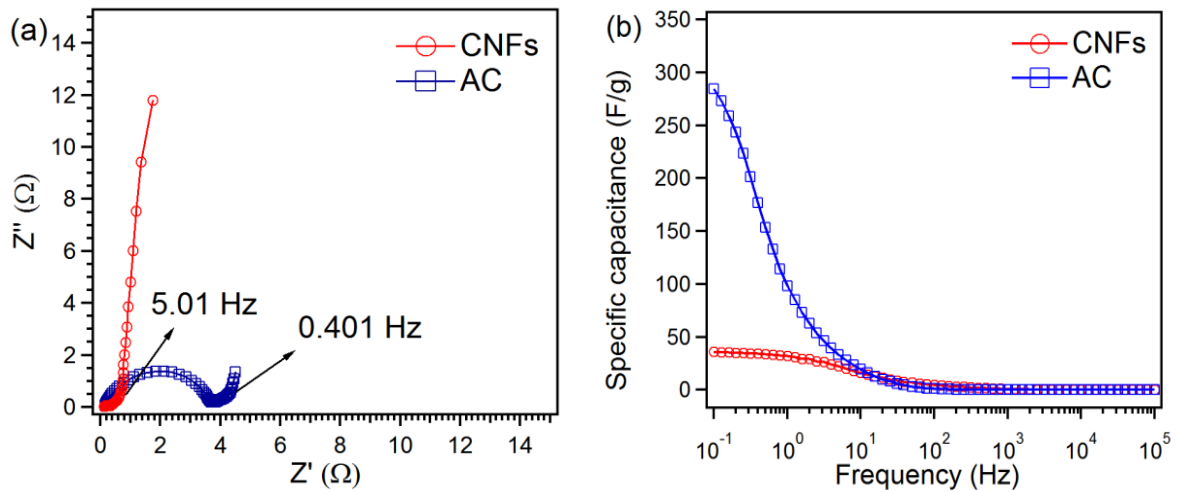 (a)
CNFs
AC
14
12
10
8
6
4
2
0
Z'' (Ω)
5.01 Hz
0.401 Hz
0 2 4 6 8 10 12 14
Z' (Ω)
(b)
CNFs
AC
350
300
250
200
150
100
50
0
Specific capacitance (F/g)
10⁻¹ 10⁰ 10¹ 10² 10³ 10⁴ 10⁵
Frequency (Hz)